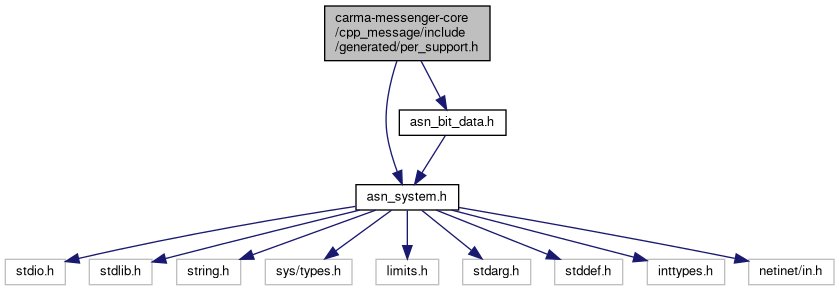 carma-messenger-core
/cpp_message/include
/generated/per_support.h
asn_bit_data.h
asn_system.h
stdio.h
stdlib.h
string.h
sys/types.h
limits.h
stdarg.h
stddef.h
inttypes.h
netinet/in.h